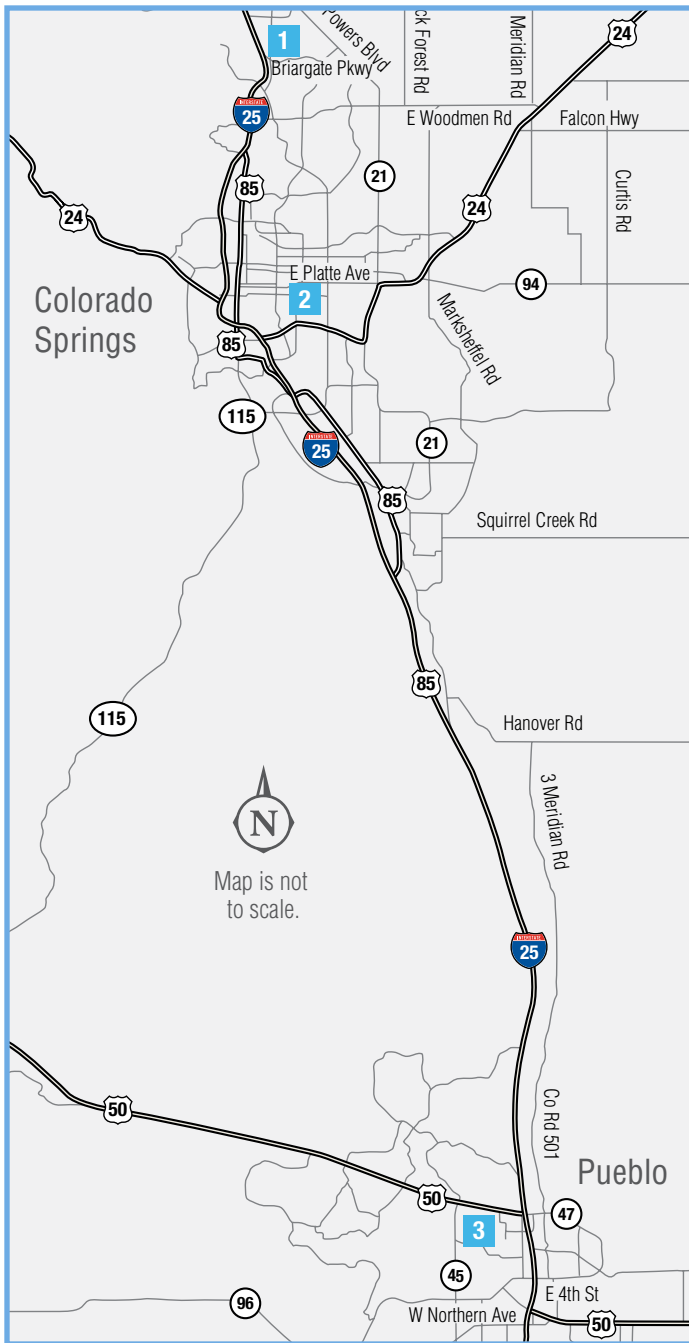 1
Powers Blvd
ck Forest Rd
Meridian Rd
24
Briargate Pkwy
INTERSTATE
25
E Woodmen Rd
Falcon Hwy
21
85
Curtis Rd
24
24
E Platte Ave
94
2
Colorado
Springs
Marksheffel Rd
85
115
21
INTERSTATE
25
85
Squirrel Creek Rd
85
115
Hanover Rd
3 Meridian Rd
N
Map is not
to scale.
INTERSTATE
25
50
Co Rd 501
Pueblo
50
47
3
45
E 4th St
96
W Northern Ave
50